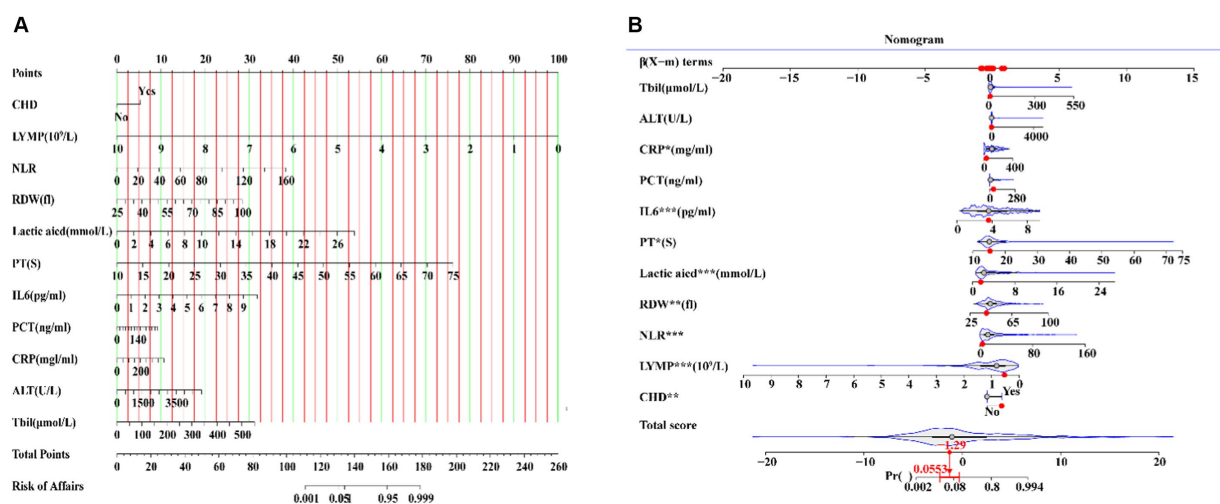 A
Points
0 10 20 30 40 50 60 70 80 90 100
CHD
Yes
No
LYMP(10⁹/L)
10 9 8 7 6 5 4 3 2 1 0
NLR
0 20 40 60 80 120 160
RDW(fl)
25 40 55 70 85 100
Lactic aicd(mmol/L)
0 2 4 6 8 10 14 18 22 26
PT(S)
10 15 20 25 30 35 40 45 50 55 60 65 70 75
IL6(pg/ml)
0 1 2 3 4 5 6 7 8 9
PCT(ng/ml)
0 140
CRP(mgl/ml)
0 200
ALT(U/L)
0 1500 3500
Tbil(μmol/L)
0 100 200 300 400 500
Total Points
0 20 40 60 80 100 120 140 160 180 200 220 240 260
Risk of Affairs
0.001 0.051 0.95 0.999
B
Nomogram
β(X−m) terms
−20 −15 −10 −5 0 5 10 15
Tbil(μmol/L)
0 300 550
ALT(U/L)
0 4000
CRP*(mg/ml)
0 400
PCT(ng/ml)
0 280
IL6***(pg/ml)
0 4 8
PT*(S)
10 20 30 40 50 60 70 75
Lactic aicd***(mmol/L)
0 8 16 24
RDW**(fl)
25 65 100
NLR***
0 80 160
LYMP***(10⁹/L)
10 9 8 7 6 5 4 3 2 1 0
CHD**
Yes
No
Total score
−1.29
−20 −10 0 10 20
0.0553
Pr( )
0.002 0.08 0.8 0.994